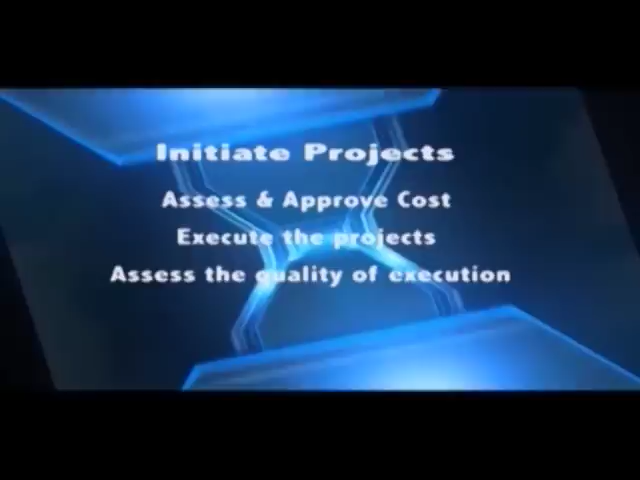 Initiate Projects
Assess & Approve Cost
Execute the projects
Assess the quality of execution